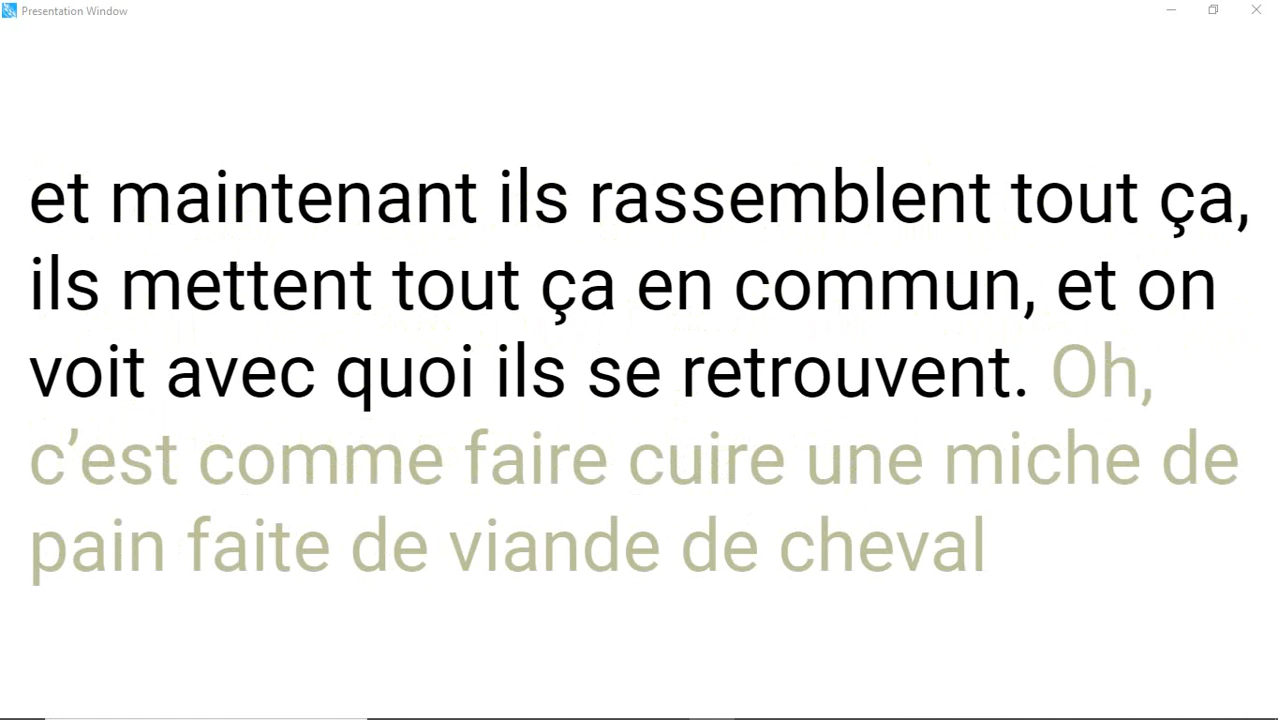 Presentation Window
et maintenant ils rassemblent tout ça,
ils mettent tout ça en commun, et on
voit avec quoi ils se retrouvent. Oh,
c’est comme faire cuire une miche de
pain faite de viande de cheval